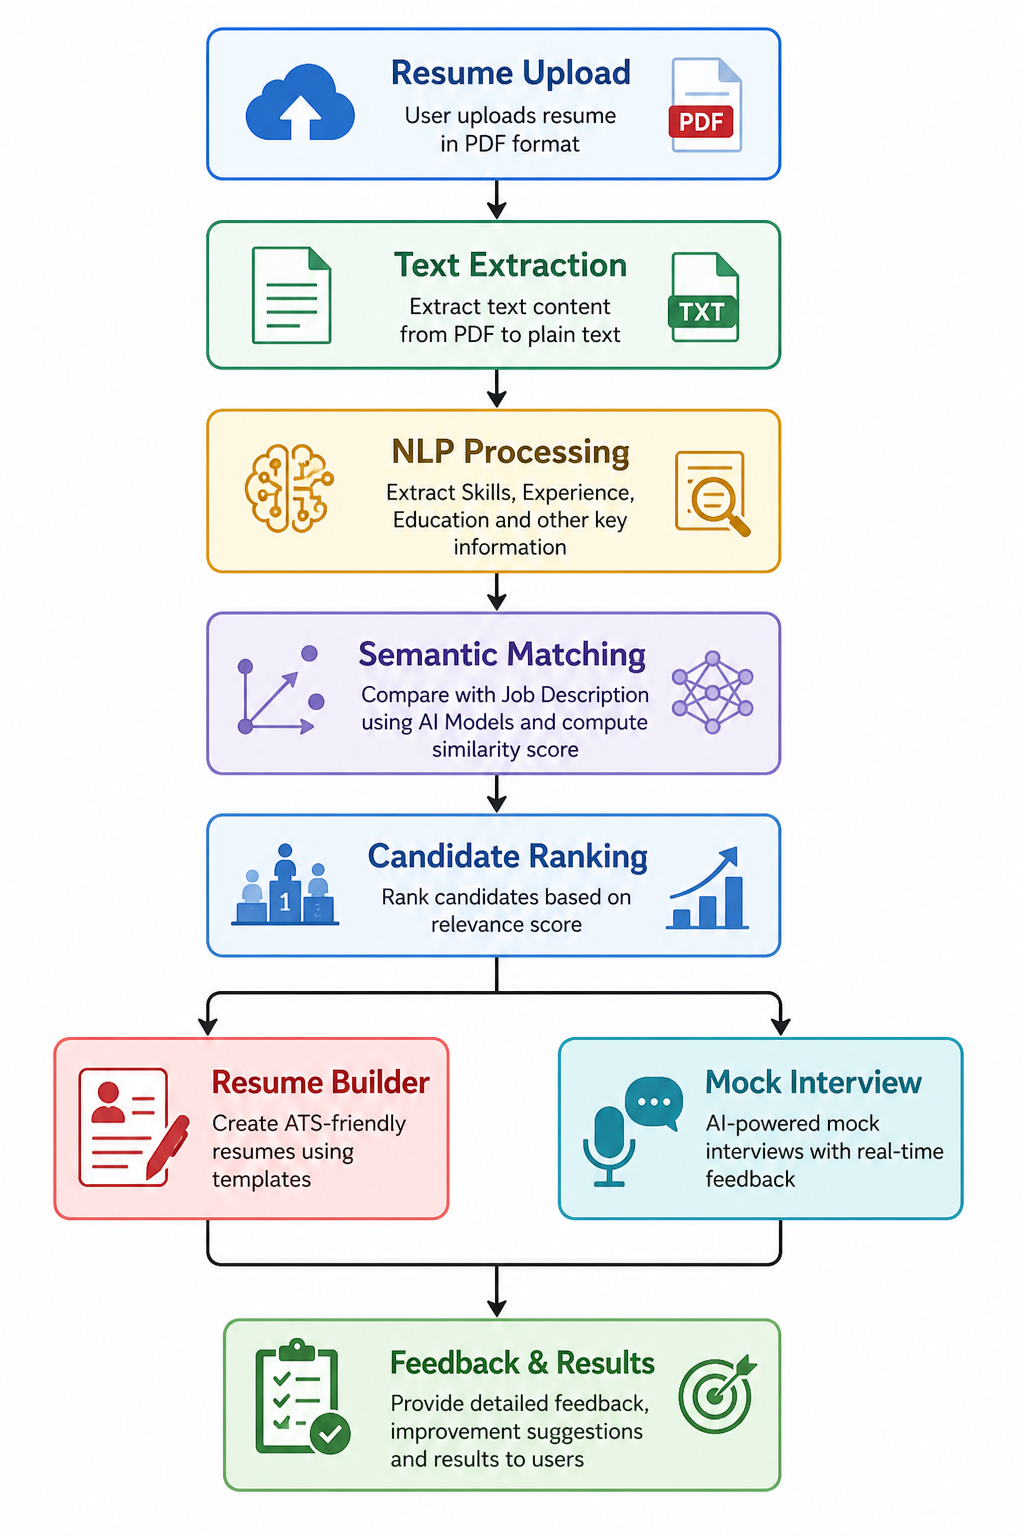 Resume Upload
User uploads resume
in PDF format
PDF
Text Extraction
Extract text content
from PDF to plain text
TXT
NLP Processing
Extract Skills, Experience,
Education and other key
information
Semantic Matching
Compare with Job Description
using AI Models and compute
similarity score
Candidate Ranking
Rank candidates based on
relevance score
1
Resume Builder
Create ATS-friendly
resumes using
templates
Mock Interview
AI-powered mock
interviews with real-time
feedback
Feedback & Results
Provide detailed feedback,
improvement suggestions
and results to users